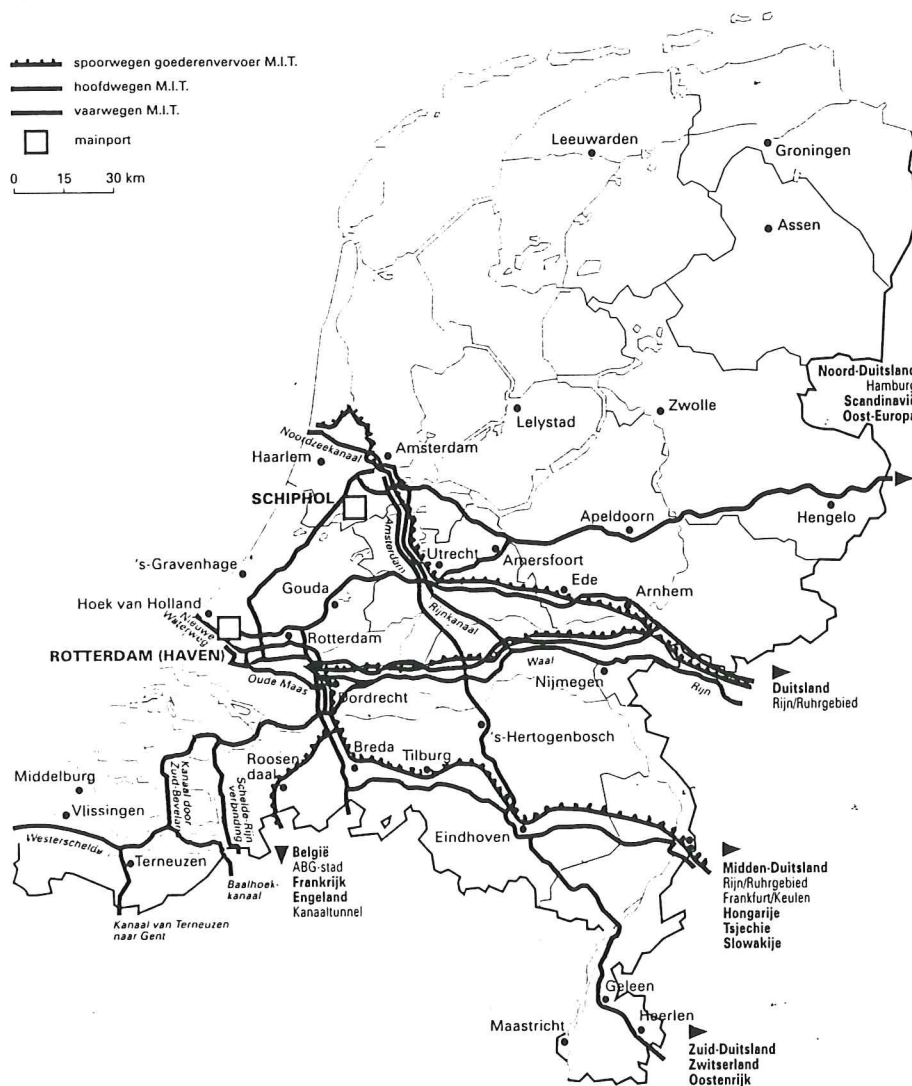 spoorwegen goederenvervoer M.I.T.
hoofdwegen M.I.T.
vaarwegen M.I.T.
mainport
0 15 30 km
Leeuwarden
Groningen
Assen
Noord-Duitsland
Hamburg
Scandinavië
Oost-Europa
Lelystad
Zwolle
Noordzeekanaal
Amsterdam
Haarlem
SCHIPHOL
Amsterdam
Apeldoorn
Hengelo
Utrecht
Amersfoort
's-Gravenhage
Gouda
Ede
Arnhem
Hoek van Holland
Nieuwe
Waterweg
Rotterdam
Rijnkanaal
ROTTERDAM (HAVEN)
Oude Maas
Waal
Nijmegen
Rijn
Duitsland
Rijn/Ruhrgebied
Dordrecht
's-Hertogenbosch
Breda
Tilburg
Roosen
daal
Middelburg
Vlissingen
Kanaal door
Zuid-Beveland
Schelde-Rijn
verbinding
Eindhoven
Westerschelde
Terneuzen
Baalhoek-
kanaal
Kanaal van Terneuzen
naar Gent
België
ABG-stad
Frankrijk
Engeland
Kanaaltunnel
Midden-Duitsland
Rijn/Ruhrgebied
Frankfurt/Keulen
Hongarije
Tsjechie
Slowakije
Geleen
Heerlen
Maastricht
Zuid-Duitsland
Zwitserland
Oostenrijk